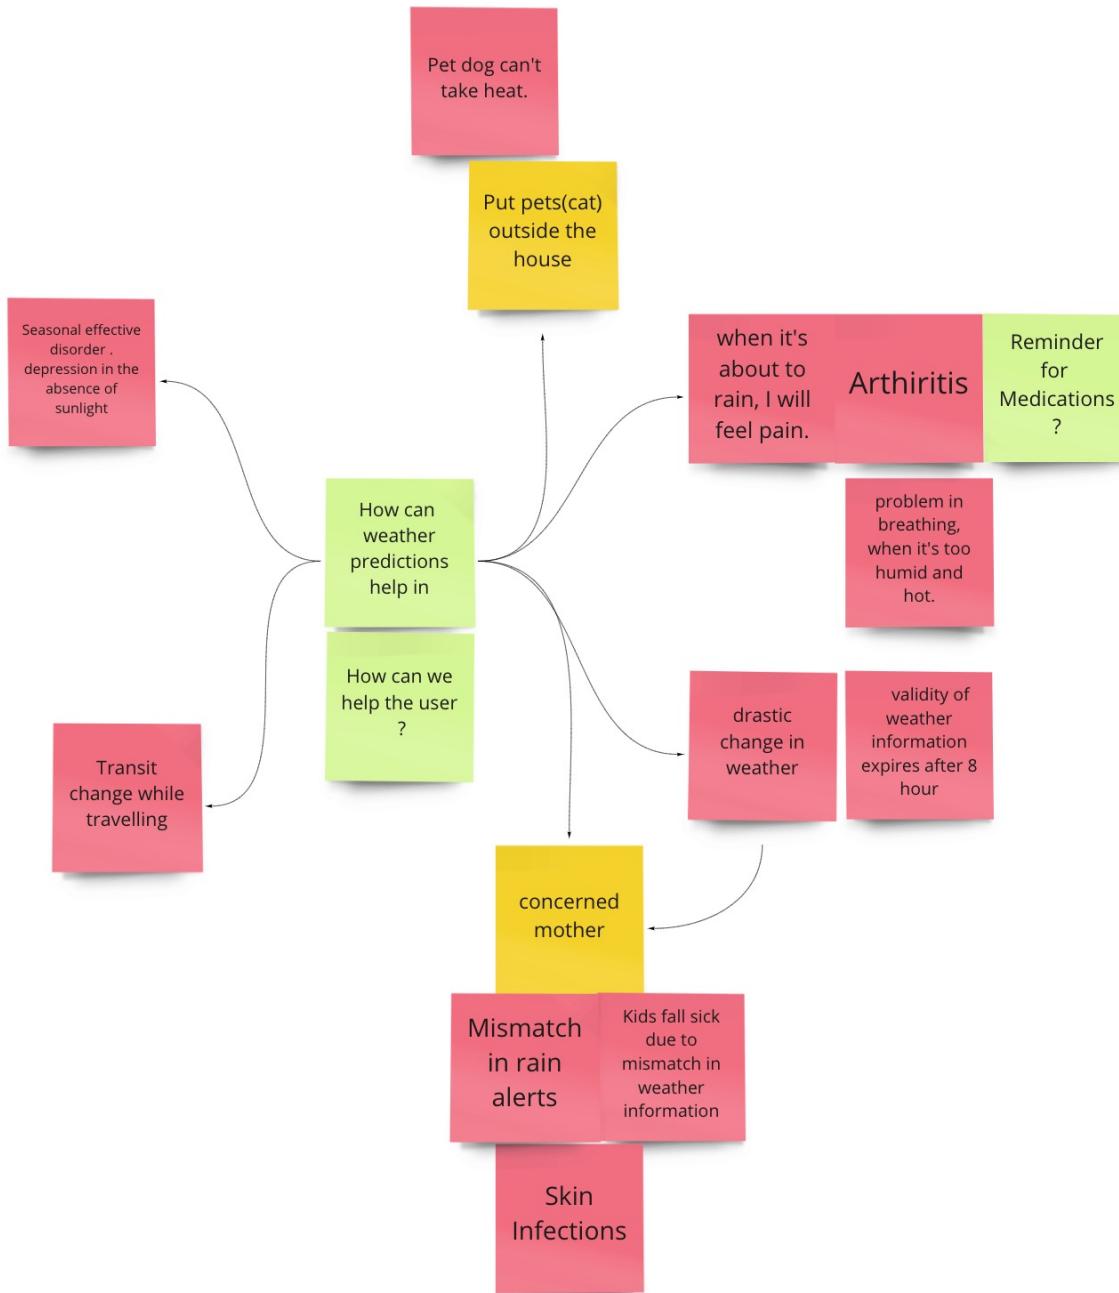 Pet dog can't
take heat.
Put pets(cat)
outside the
house
Seasonal effective
disorder .
depression in the
absence of
sunlight
when it's
about to
rain, I will
feel pain.
Arthiritis
Reminder
for
Medications
?
problem in
breathing,
when it's too
humid and
hot.
How can
weather
predictions
help in
How can we
help the user
?
Transit
change while
travelling
drastic
change in
weather
validity of
weather
information
expires after 8
hour
concerned
mother
Mismatch
in rain
alerts
Kids fall sick
due to
mismatch in
weather
information
Skin
Infections